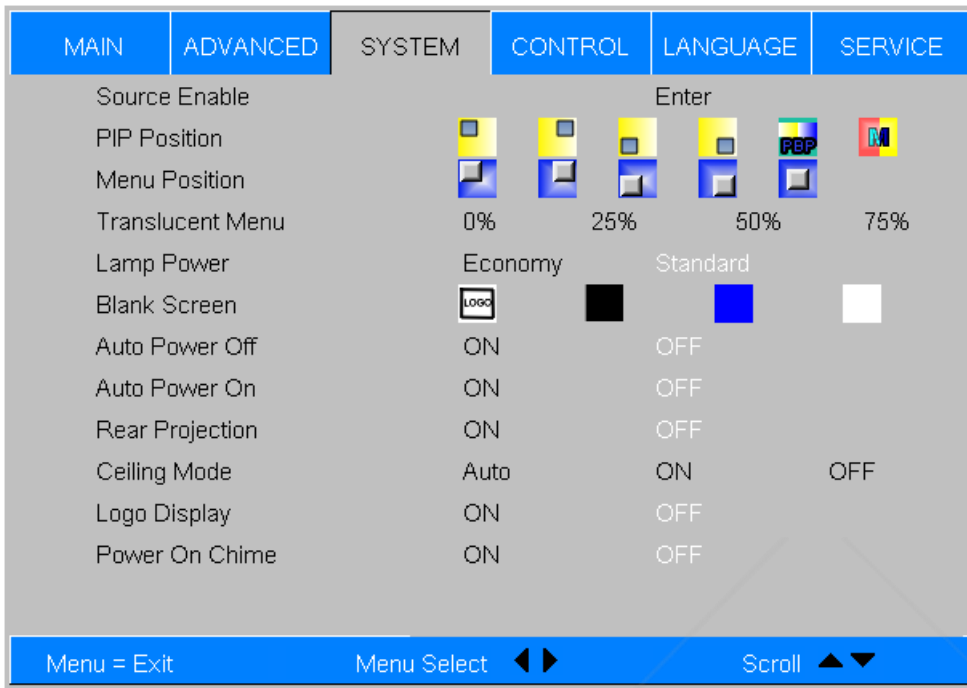 MAIN ADVANCED SYSTEM CONTROL LANGUAGE SERVICE
Source Enable Enter
PIP Position PBP M
Menu Position
Translucent Menu 0% 25% 50% 75%
Lamp Power Economy Standard
Blank Screen LOGO
Auto Power Off ON OFF
Auto Power On ON OFF
Rear Projection ON OFF
Ceiling Mode Auto ON OFF
Logo Display ON OFF
Power On Chime ON OFF
Menu = Exit Menu Select Scroll